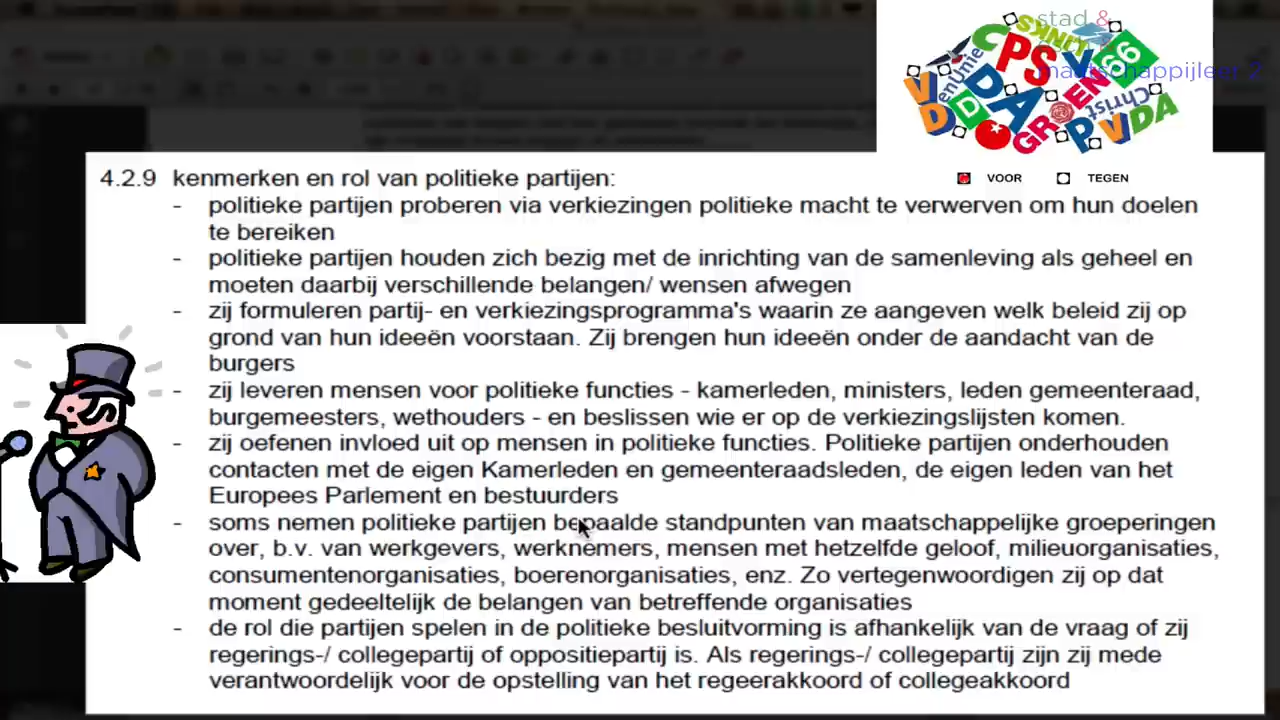 stad &
maatschappijleer 2
LINKS
C PS 66
VVD enUnie D DA GROEN Christ
D PVDA
VOOR TEGEN
4.2.9 kenmerken en rol van politieke partijen:
- politieke partijen proberen via verkiezingen politieke macht te verwerven om hun doelen
te bereiken
- politieke partijen houden zich bezig met de inrichting van de samenleving als geheel en
moeten daarbij verschillende belangen/ wensen afwegen
- zij formuleren partij- en verkiezingsprogramma's waarin ze aangeven welk beleid zij op
grond van hun ideeën voorstaan. Zij brengen hun ideeën onder de aandacht van de
burgers
- zij leveren mensen voor politieke functies - kamerleden, ministers, leden gemeenteraad,
burgemeesters, wethouders - en beslissen wie er op de verkiezingslijsten komen.
- zij oefenen invloed uit op mensen in politieke functies. Politieke partijen onderhouden
contacten met de eigen Kamerleden en gemeenteraadsleden, de eigen leden van het
Europees Parlement en bestuurders
- soms nemen politieke partijen bepaalde standpunten van maatschappelijke groeperingen
over, b.v. van werkgevers, werknemers, mensen met hetzelfde geloof, milieuorganisaties,
consumentenorganisaties, boerenorganisaties, enz. Zo vertegenwoordigen zij op dat
moment gedeeltelijk de belangen van betreffende organisaties
- de rol die partijen spelen in de politieke besluitvorming is afhankelijk van de vraag of zij
regerings-/ collegepartij of oppositiepartij is. Als regerings-/ collegepartij zijn zij mede
verantwoordelijk voor de opstelling van het regeerakkoord of collegeakkoord